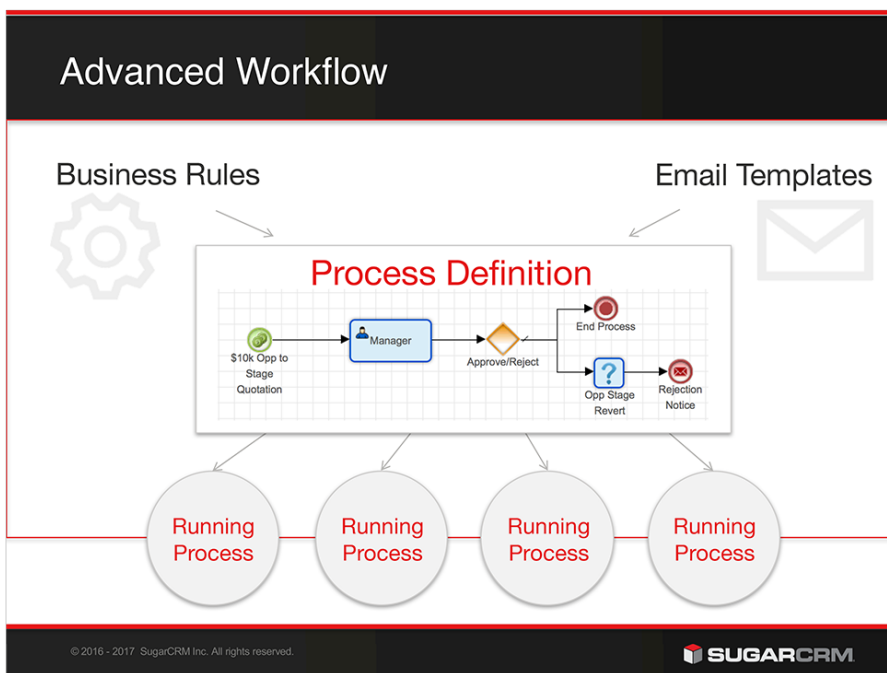 Advanced Workflow
Business Rules
Email Templates
Process Definition
$10k Opp to
Stage
Quotation
Manager
Approve/Reject
End Process
Opp Stage
Revert
Rejection
Notice
Running
Process
Running
Process
Running
Process
Running
Process
© 2016 - 2017 SugarCRM Inc. All rights reserved.
SUGARCRM.